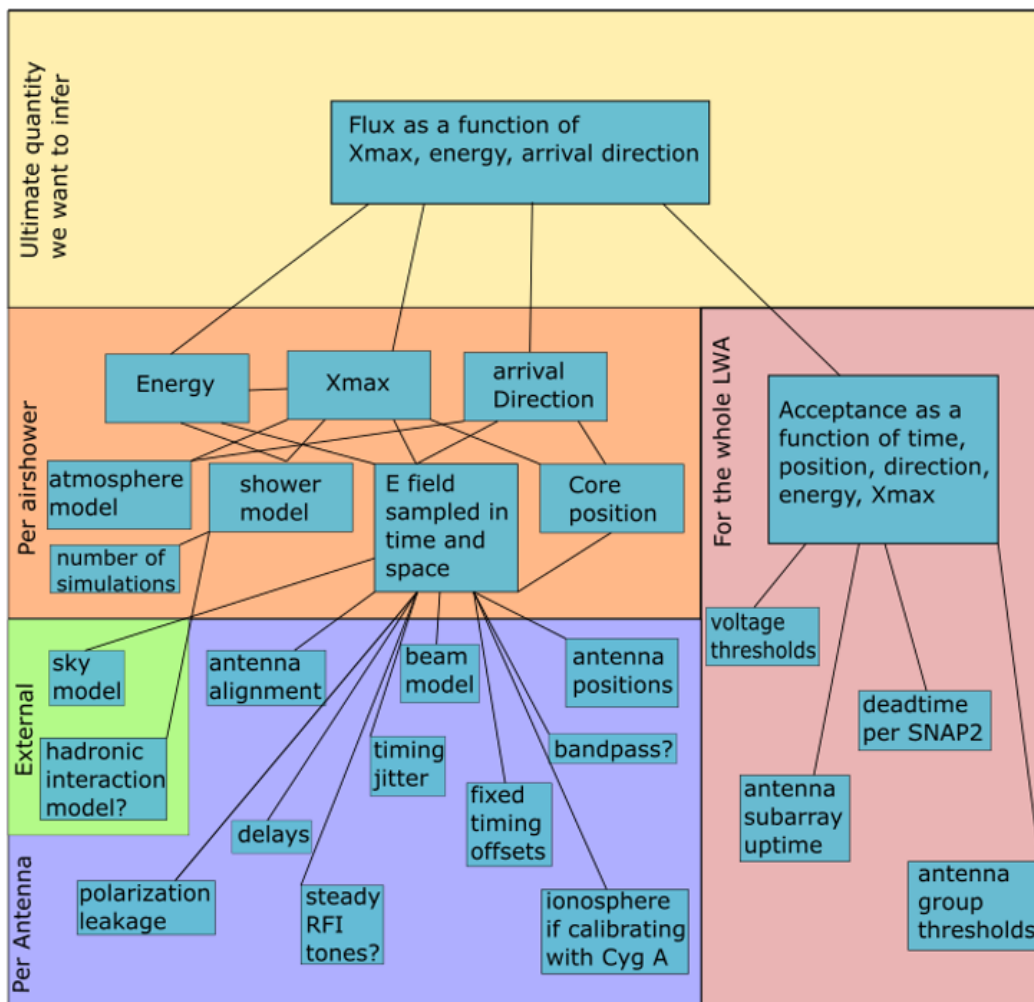 Ultimate quantity
we want to infer
Flux as a function of
Xmax, energy, arrival direction
Per airshower
Energy
Xmax
arrival
Direction
atmosphere
model
shower
model
E field
sampled in
time and
space
Core
position
number of
simulations
For the whole LWA
Acceptance as a
function of time,
position, direction,
energy, Xmax
voltage
thresholds
deadtime
per SNAP2
antenna
subarray
uptime
antenna
group
thresholds
External
sky
model
hadronic
interaction
model?
Per Antenna
antenna
alignment
beam
model
antenna
positions
timing
jitter
bandpass?
delays
fixed
timing
offsets
polarization
leakage
steady
RFI
tones?
ionosphere
if calibrating
with Cyg A